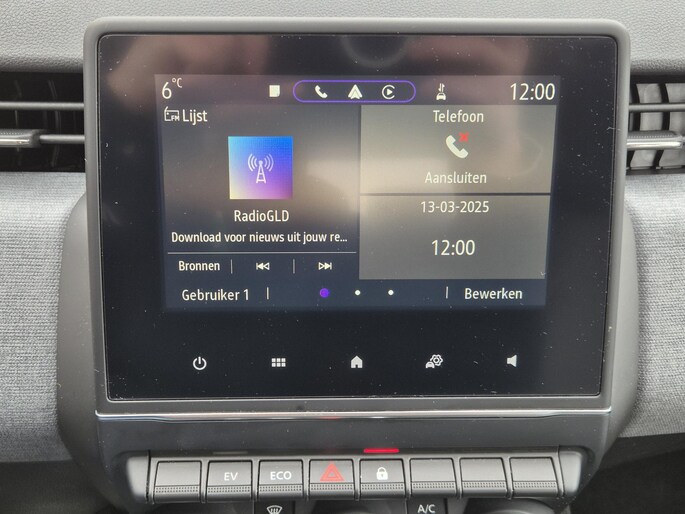 6°C
12:00
FM Lijst
RadioGLD
Download voor nieuws uit jouw re...
Bronnen
Telefoon
Aansluiten
13-03-2025
12:00
Gebruiker 1
Bewerken
EV
ECO
A/C